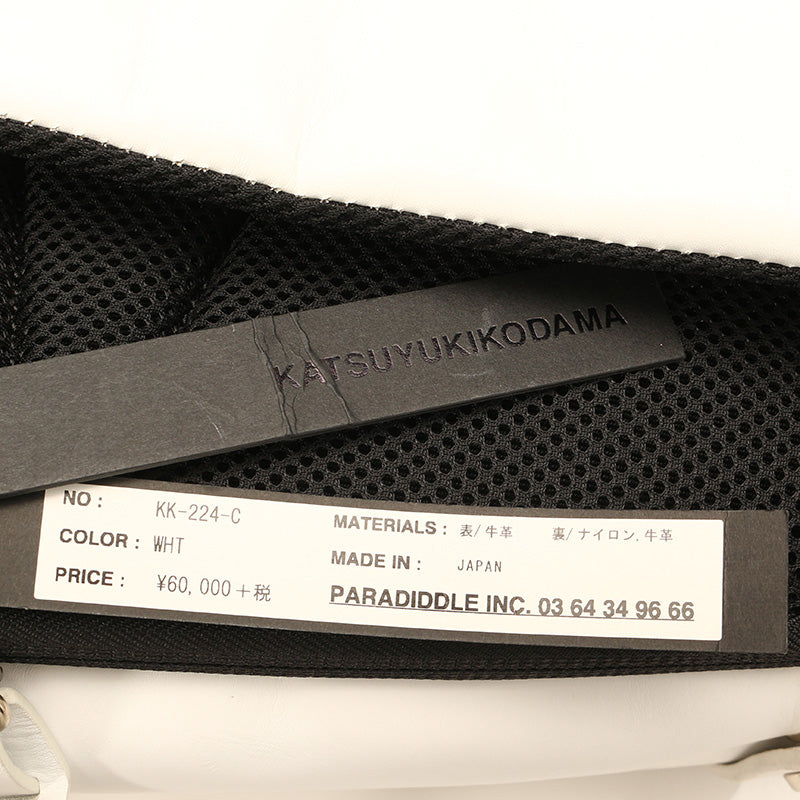 KATSUYUKIKODAMA
NO : KK-224-C
COLOR : WHT
PRICE : ¥60,000+税
MATERIALS : 表/牛革 裏/ナイロン,牛革
MADE IN : JAPAN
PARADIDDLE INC. 03 64 34 96 66